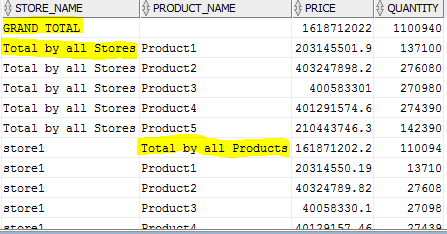 STORE_NAME PRODUCT_NAME PRICE QUANTITY
GRAND TOTAL 1618712022 1100940
Total by all Stores Product1 203145501.9 137100
Total by all Stores Product2 403247898.2 276080
Total by all Stores Product3 400583301 270980
Total by all Stores Product4 401291574.6 274390
Total by all Stores Product5 210443746.3 142390
store1 Total by all Products 161871202.2 110094
store1 Product1 20314550.19 13710
store1 Product2 40324789.82 27608
store1 Product3 40058330.1 27098
store1 Product4 40129157.46 27439